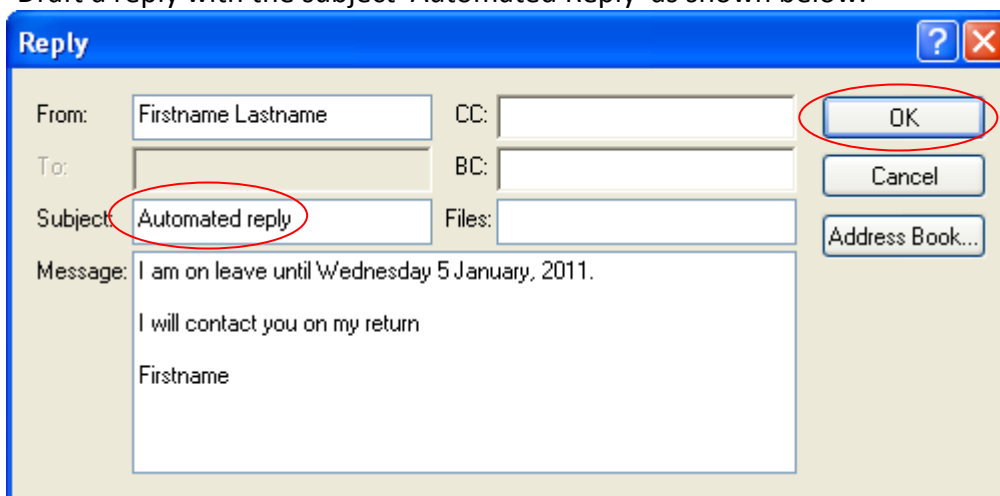 Draft a reply with the subject 'Automated Reply' as shown below:
Reply
From: Firstname Lastname CC: OK
To: BC: Cancel
Subject: Automated reply Files: Address Book...
Message: I am on leave until Wednesday 5 January, 2011.
I will contact you on my return
Firstname